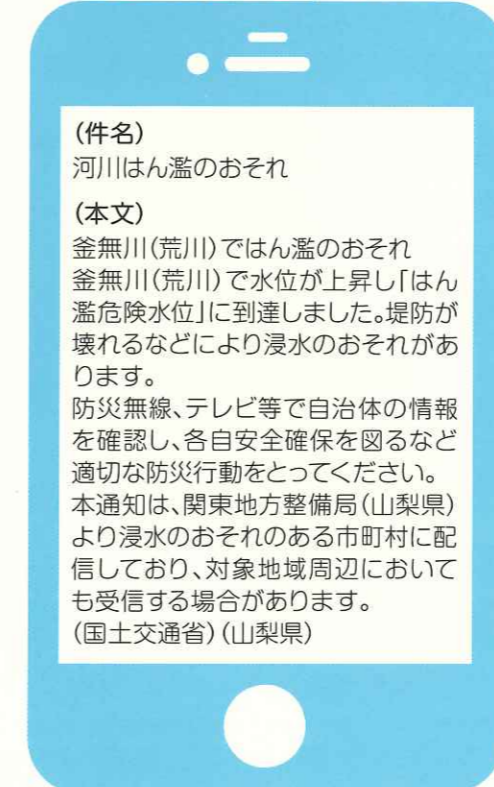 (件名)
河川はん濫のおそれ
(本文)
釜無川(荒川)ではん濫のおそれ
釜無川(荒川)で水位が上昇し「はん
濫危険水位」に到達しました。堤防が
壊れるなどにより浸水のおそれがあ
ります。
防災無線、テレビ等で自治体の情報
を確認し、各自安全確保を図るなど
適切な防災行動をとってください。
本通知は、関東地方整備局(山梨県)
より浸水のおそれのある市町村に配
信しており、対象地域周辺において
も受信する場合があります。
(国土交通省)(山梨県)